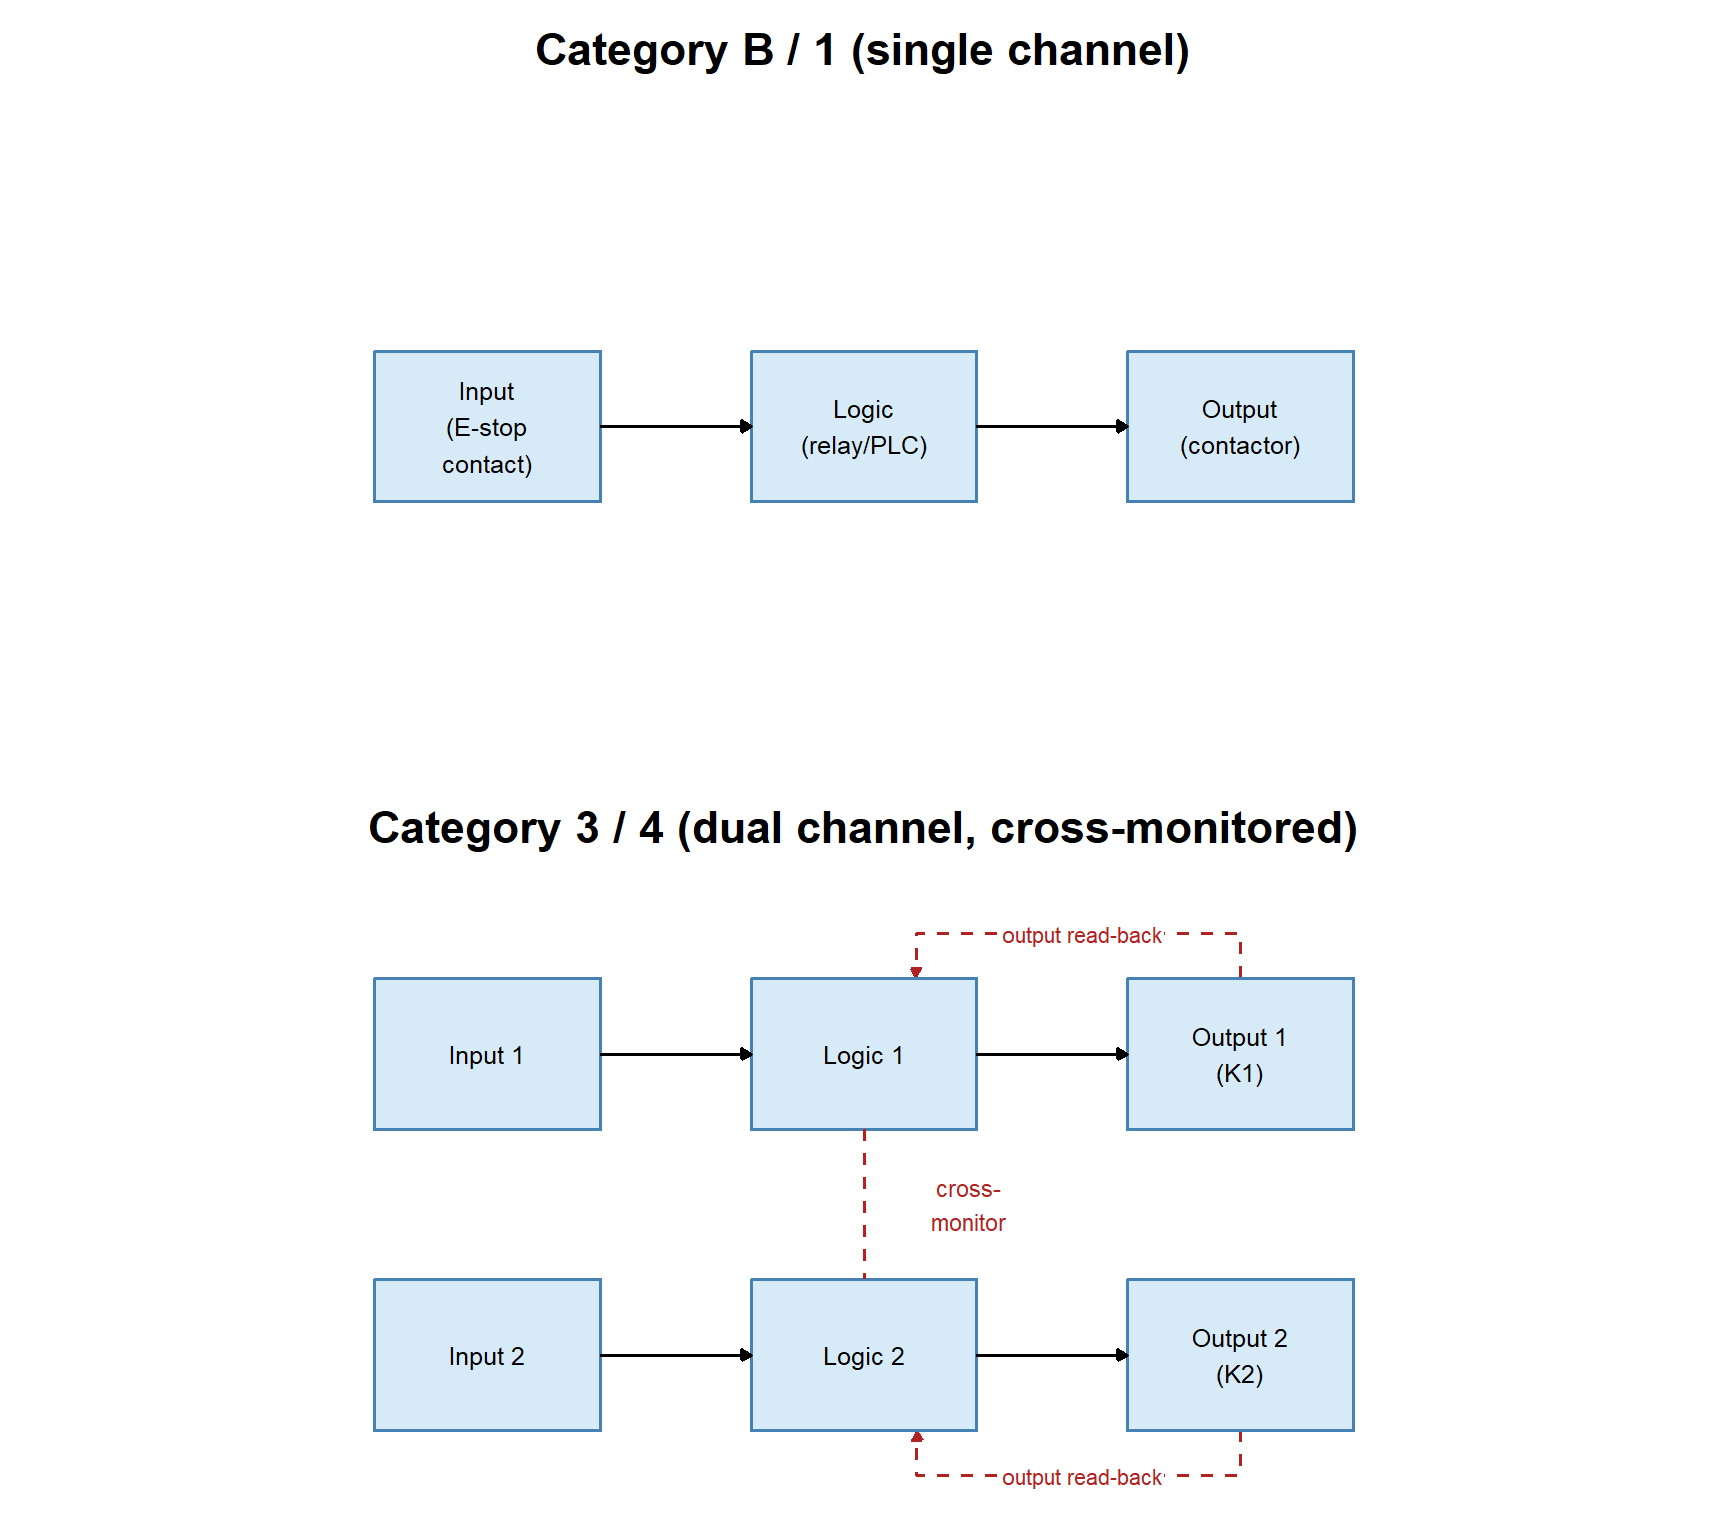 Category B / 1 (single channel)
Input
(E-stop
contact)
Logic
(relay/PLC)
Output
(contactor)
Category 3 / 4 (dual channel, cross-monitored)
output read-back
Input 1
Logic 1
Output 1
(K1)
cross-
monitor
Input 2
Logic 2
Output 2
(K2)
output read-back